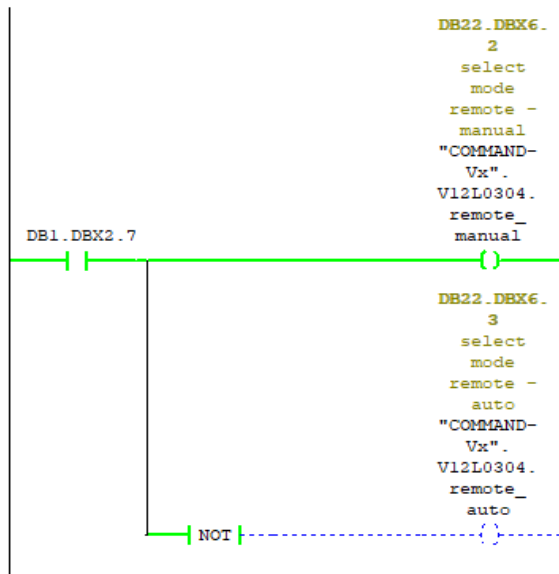 DB22.DBX6.
2
select
mode
remote -
manual
"COMMAND-
Vx".
V12L0304.
remote_
manual
DB1.DBX2.7
DB22.DBX6.
3
select
mode
remote -
auto
"COMMAND-
Vx".
V12L0304.
remote_
auto
NOT